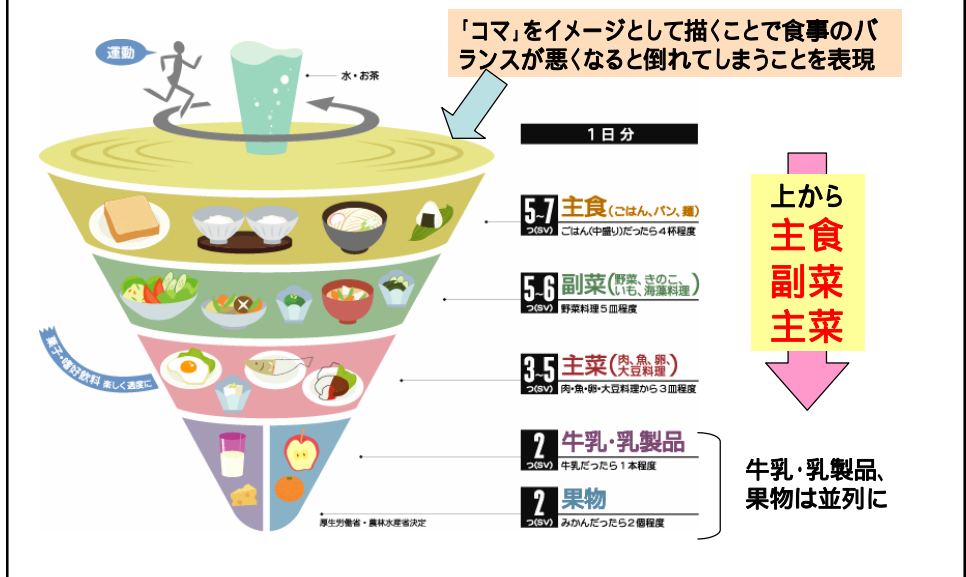 「コマ」をイメージとして描くことで食事のバ
ランスが悪くなると倒れてしまうことを表現
運動
水・お茶
1日分
5~7
つ(SV)
主食(ごはん、パン、麺)
ごはん(中盛り)だったら4杯程度
5~6
つ(SV)
副菜(野菜、きのこ、
いも、海藻料理)
野菜料理5皿程度
3~5
つ(SV)
主菜(肉、魚、卵、
大豆料理)
肉・魚・卵・大豆料理から3皿程度
2
つ(SV)
牛乳・乳製品
牛乳だったら1本程度
2
つ(SV)
果物
みかんだったら2個程度
菓子・嗜好飲料 楽しく適度に
厚生労働省・農林水産省決定
上から
主食
副菜
主菜
牛乳・乳製品、
果物は並列に